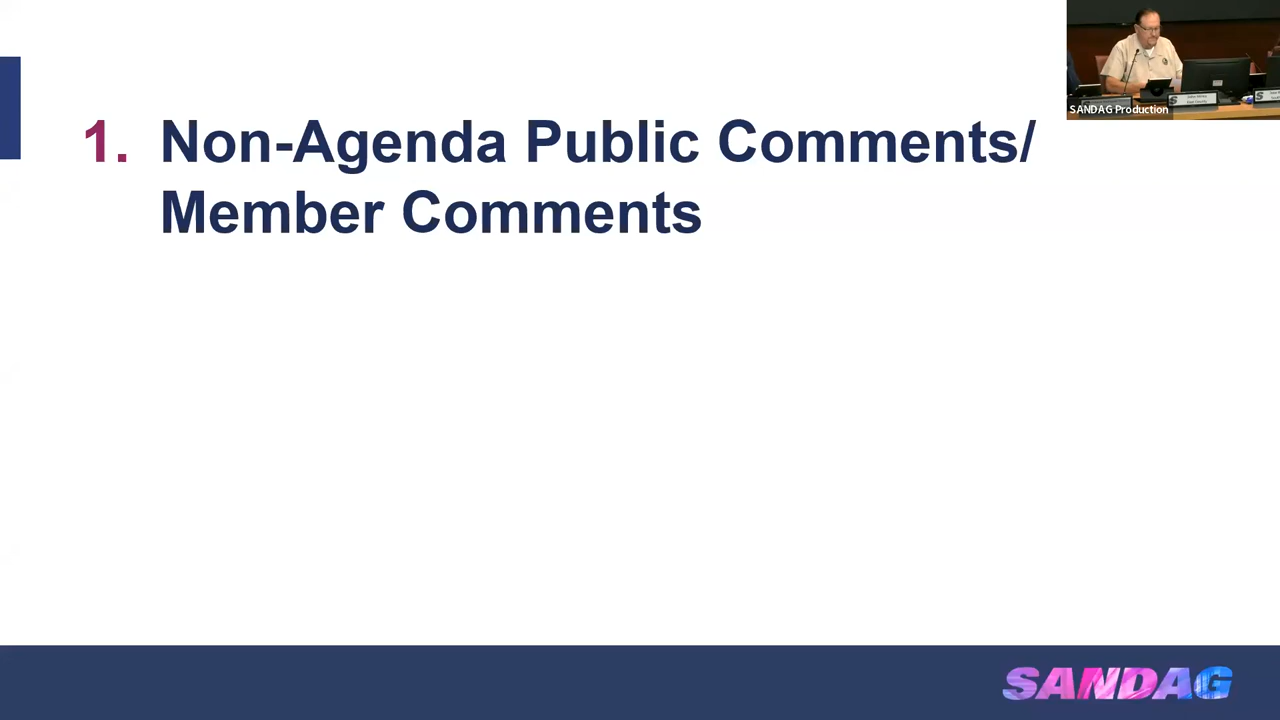 SANDAG Production
1. Non-Agenda Public Comments/
Member Comments
SANDAG